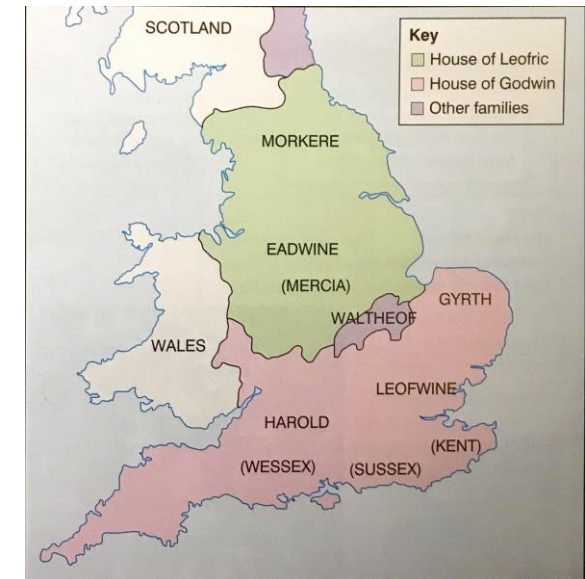 SCOTLAND
Key
House of Leofric
House of Godwin
Other families
MORKERE
EADWINE
(MERCIA)
GYRTH
WALTHEOF
WALES
LEOFWINE
HAROLD
(KENT)
(WESSEX)
(SUSSEX)